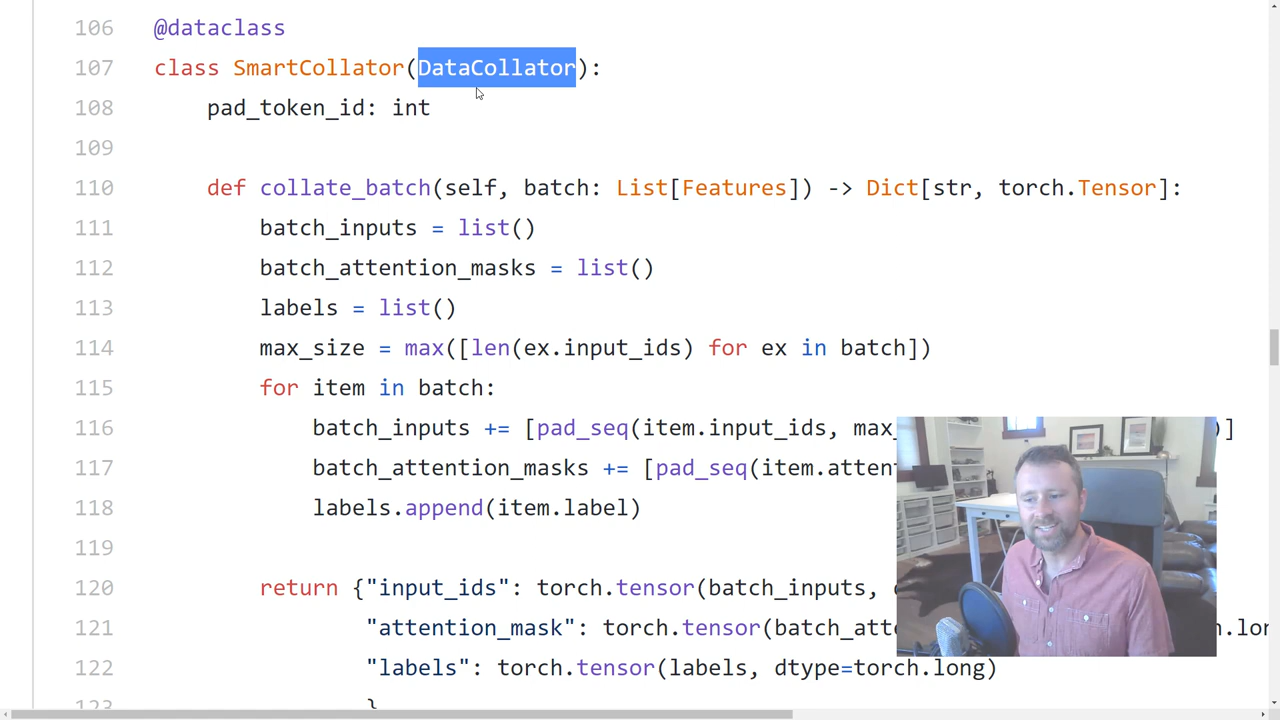 106 @dataclass
107 class SmartCollator(DataCollator):
108 pad_token_id: int
109
110 def collate_batch(self, batch: List[Features]) -> Dict[str, torch.Tensor]:
111 batch_inputs = list()
112 batch_attention_masks = list()
113 labels = list()
114 max_size = max([len(ex.input_ids) for ex in batch])
115 for item in batch:
116 batch_inputs += [pad_seq(item.input_ids, max_ )]
117 batch_attention_masks += [pad_seq(item.atten
118 labels.append(item.label)
119
120 return {"input_ids": torch.tensor(batch_inputs,
121 "attention_mask": torch.tensor(batch_atte h.lon
122 "labels": torch.tensor(labels, dtype=torch.long)
123 }